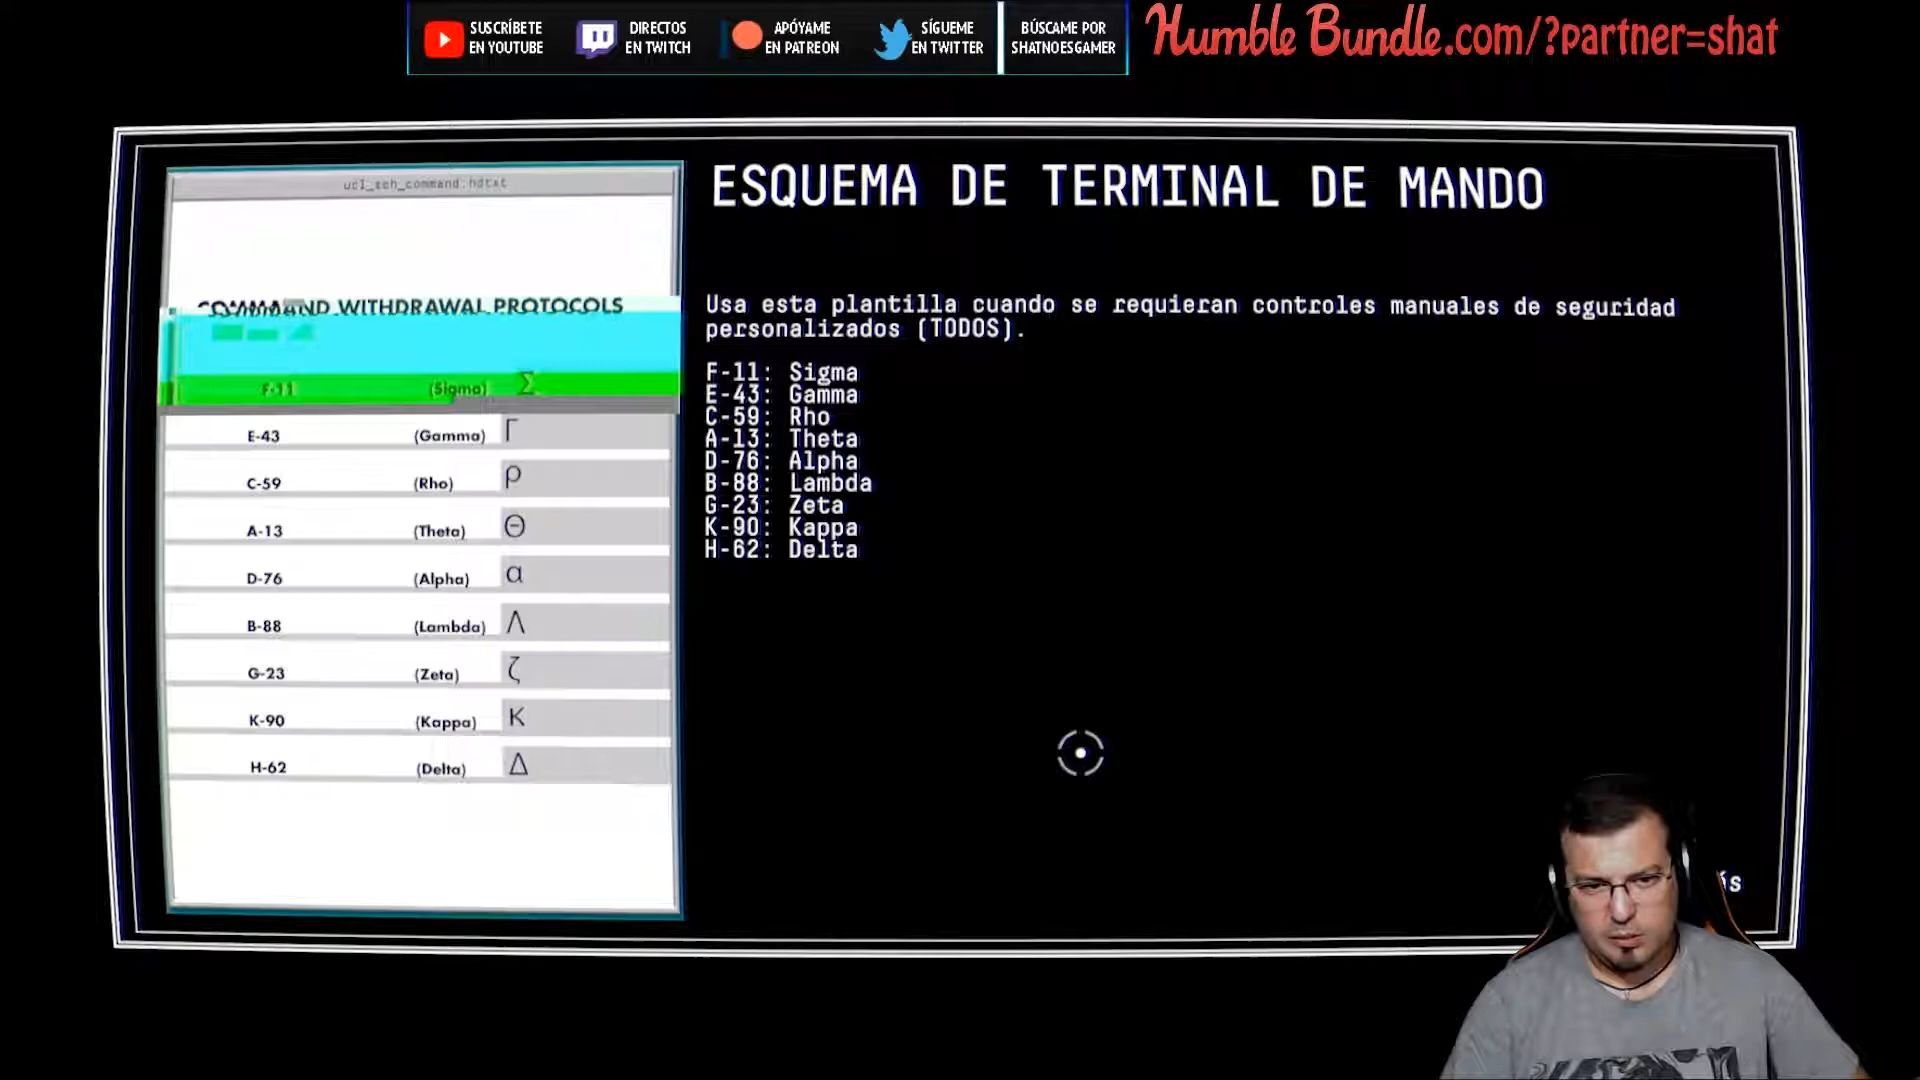 SUSCRÍBETE
EN YOUTUBE
DIRECTOS
EN TWITCH
APÓYAME
EN PATREON
SÍGUEME
EN TWITTER
BÚSCAME POR
SHATNOESGAMER
Humble Bundle.com/?partner=shat
uc1_sch_command.hdtxt
COMMAND WITHDRAWAL PROTOCOLS
F-11 (Sigma) Σ
E-43 (Gamma) Γ
C-59 (Rho) ρ
A-13 (Theta) Θ
D-76 (Alpha) α
B-88 (Lambda) Λ
G-23 (Zeta) ζ
K-90 (Kappa) K
H-62 (Delta) Δ
ESQUEMA DE TERMINAL DE MANDO
Usa esta plantilla cuando se requieran controles manuales de seguridad
personalizados (TODOS).
F-11: Sigma
E-43: Gamma
C-59: Rho
A-13: Theta
D-76: Alpha
B-88: Lambda
G-23: Zeta
K-90: Kappa
H-62: Delta